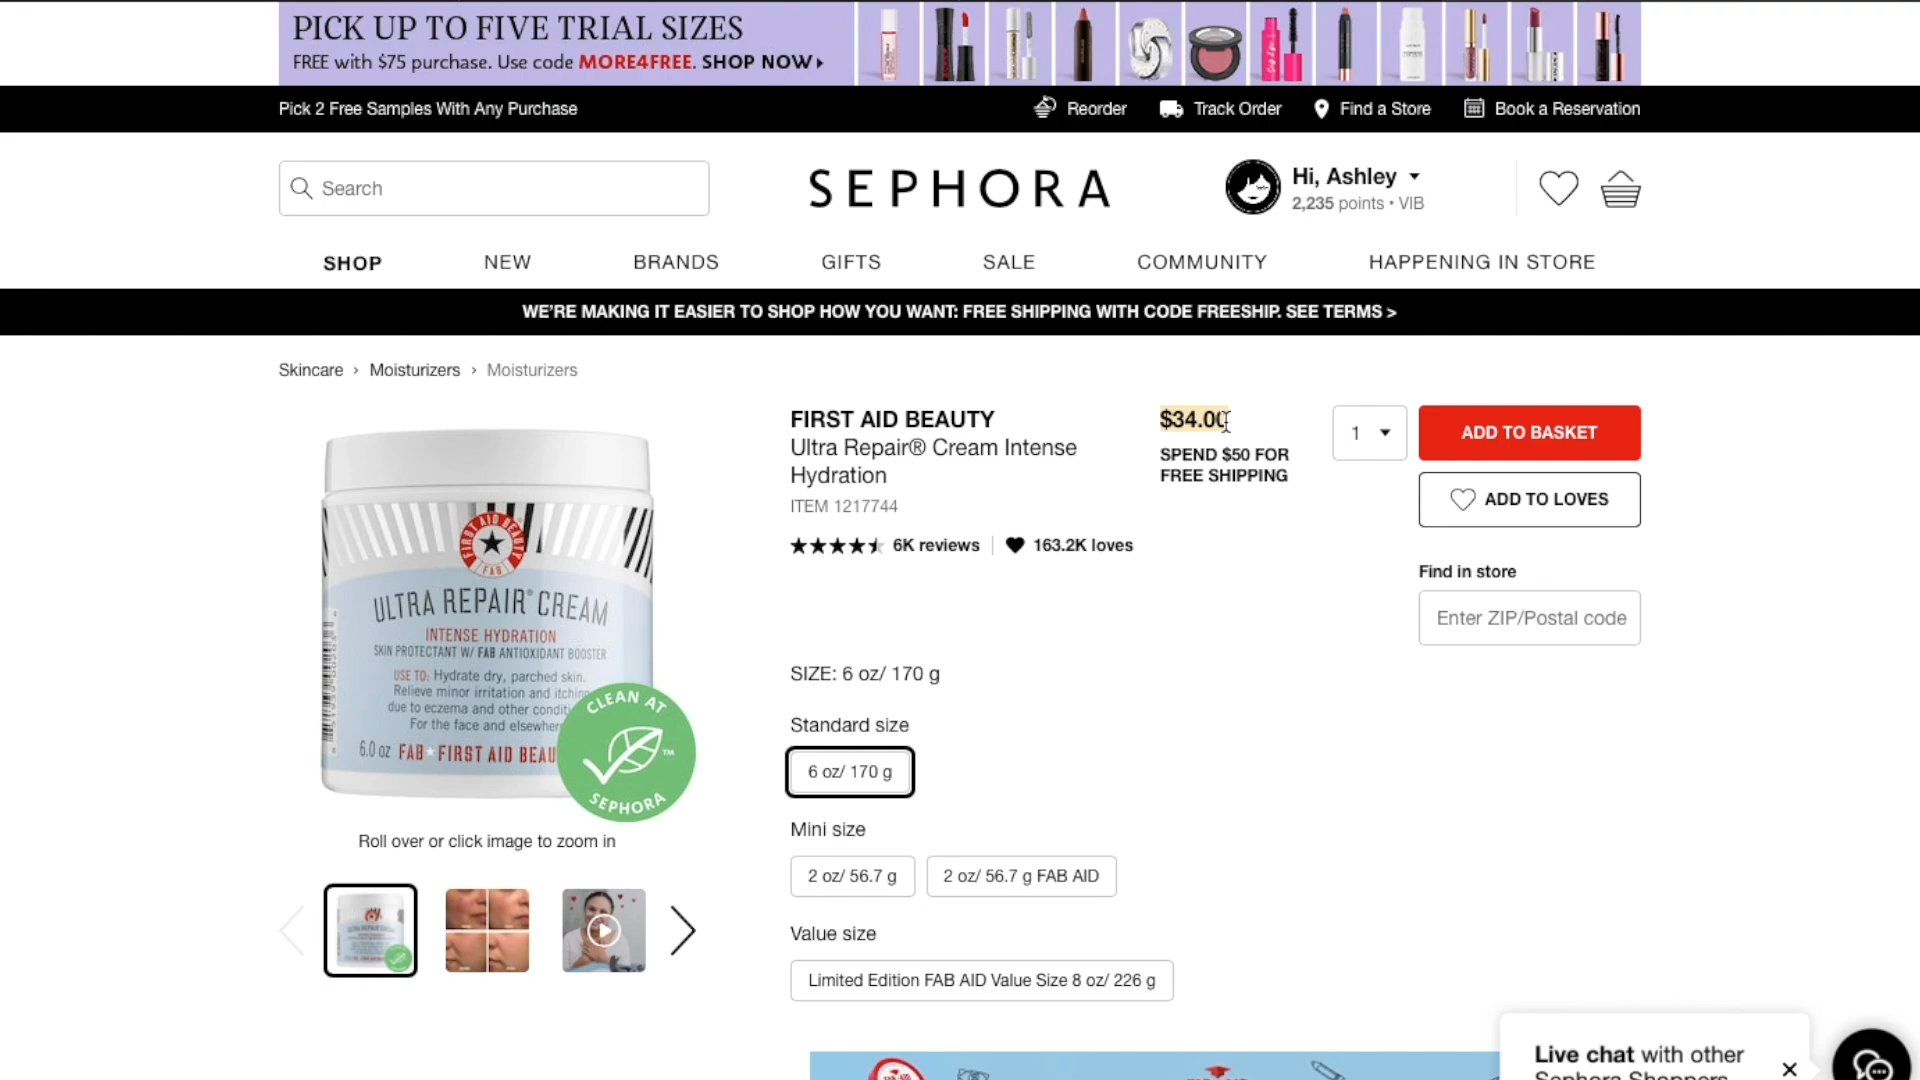 PICK UP TO FIVE TRIAL SIZES
FREE with $75 purchase. Use code MORE4FREE. SHOP NOW
Pick 2 Free Samples With Any Purchase
Reorder
Track Order
Find a Store
Book a Reservation
Search
SEPHORA
Hi, Ashley
2,235 points • VIB
SHOP
NEW
BRANDS
GIFTS
SALE
COMMUNITY
HAPPENING IN STORE
WE'RE MAKING IT EASIER TO SHOP HOW YOU WANT: FREE SHIPPING WITH CODE FREESHIP. SEE TERMS >
Skincare › Moisturizers › Moisturizers
FIRST AID BEAUTY
Ultra Repair® Cream Intense
Hydration
ITEM 1217744
6K reviews
163.2K loves
$34.00
SPEND $50 FOR
FREE SHIPPING
1
ADD TO BASKET
ADD TO LOVES
Find in store
Enter ZIP/Postal code
FIRST AID BEAUTY
FAB
ULTRA REPAIR® CREAM
INTENSE HYDRATION
SKIN PROTECTANT W/ FAB ANTIOXIDANT BOOSTER
USE TO: Hydrate dry, parched skin.
Relieve minor irritation and itching
due to eczema and other
For the face and
6.0 oz FAB FIRST AID
CLEAN AT
SEPHORA
TM
Roll over or click image to zoom in
SIZE: 6 oz/ 170 g
Standard size
6 oz/ 170 g
Mini size
2 oz/ 56.7 g
2 oz/ 56.7 g FAB AID
Value size
Limited Edition FAB AID Value Size 8 oz/ 226 g
Live chat with other
Sephora Shoppers